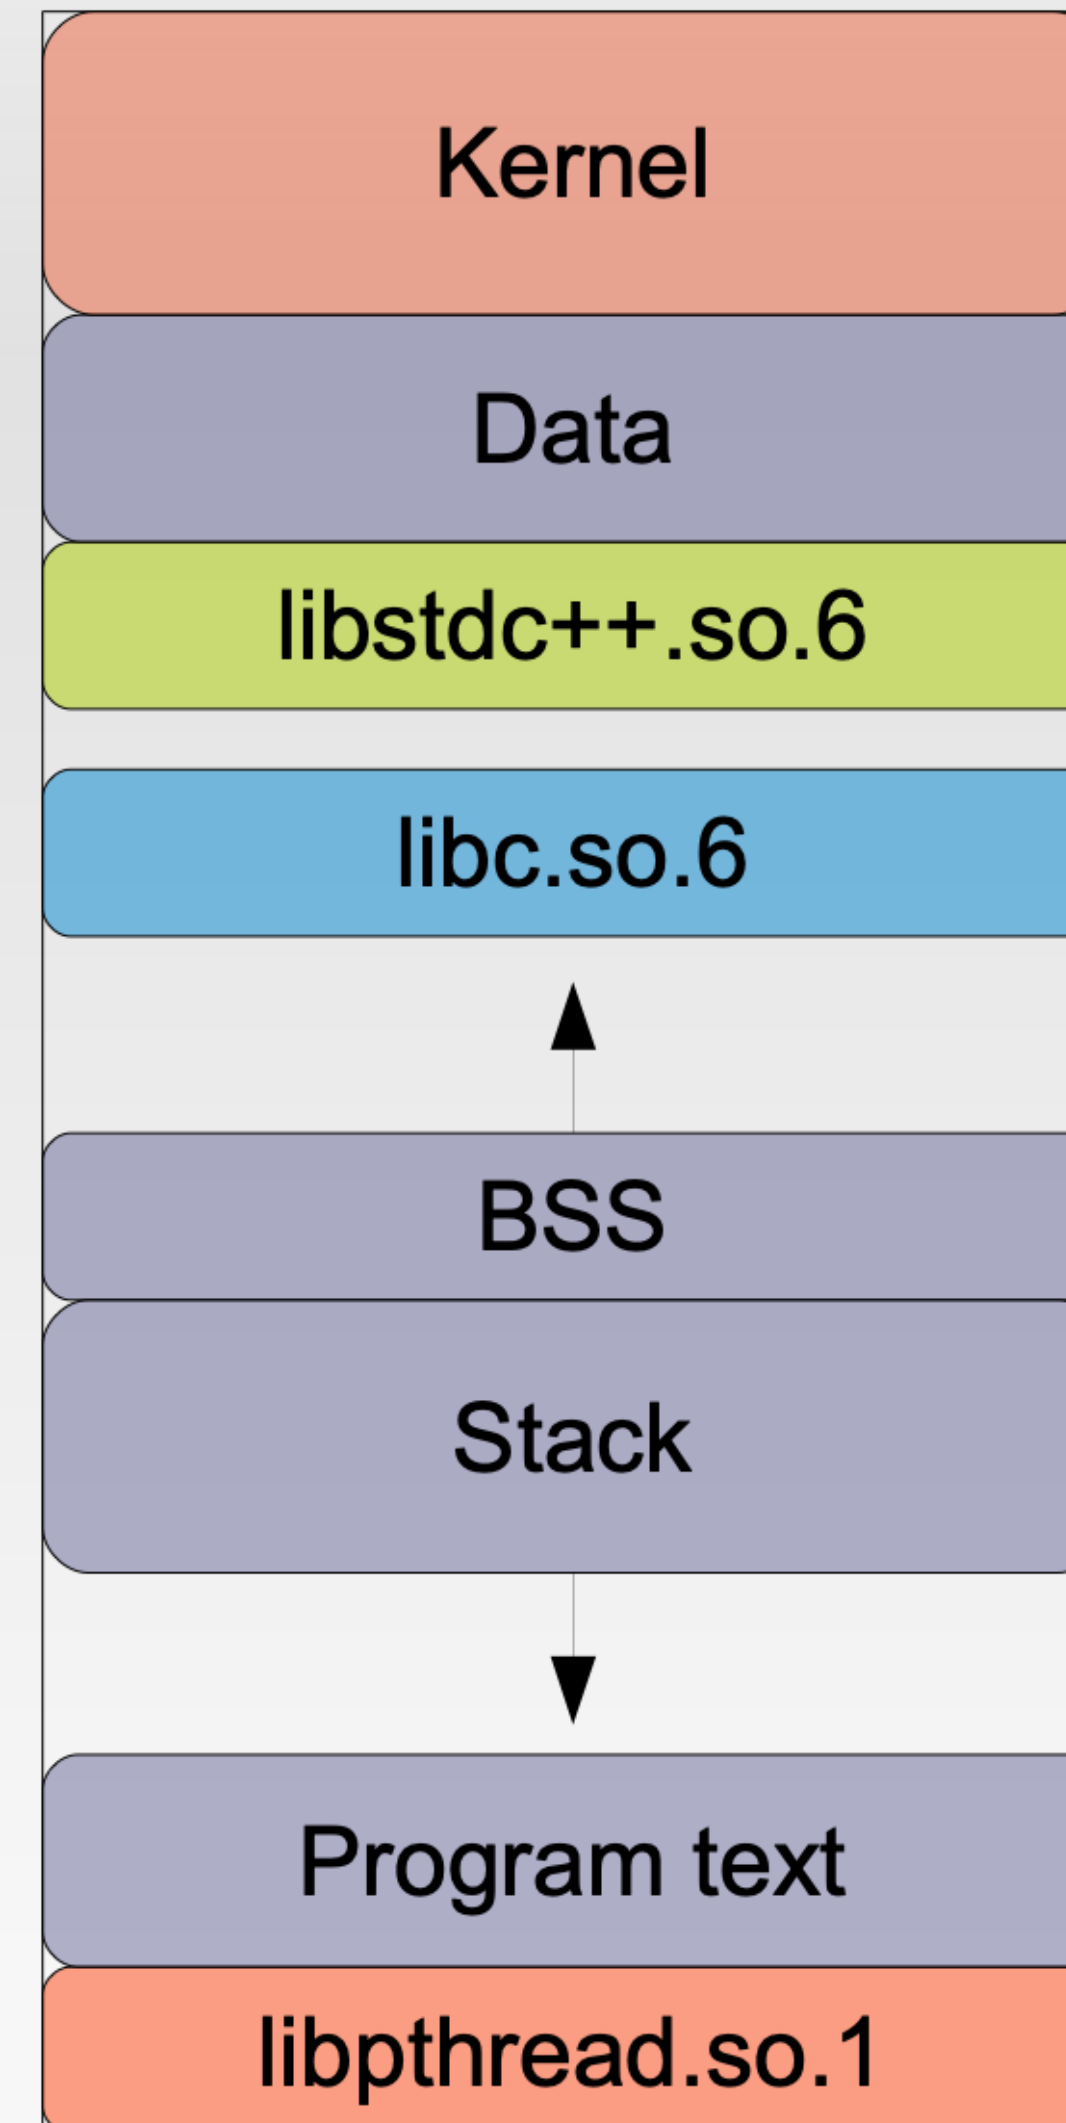 Kernel
Data
libstdc++.so.6
libc.so.6
BSS
Stack
Program text
libpthread.so.1